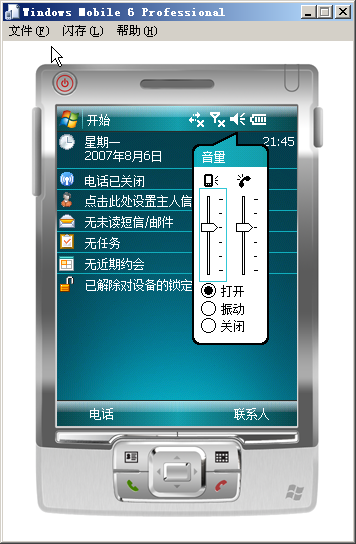 Windows Mobile 6 Professional
文件(F) 闪存(L) 帮助(H)
开始
星期一 21:45
2007年8月6日
音量
电话已关闭
点击此处设置主人信
无未读短信/邮件
无任务
无近期约会
已解除对设备的锁定
打开
振动
关闭
电话 联系人